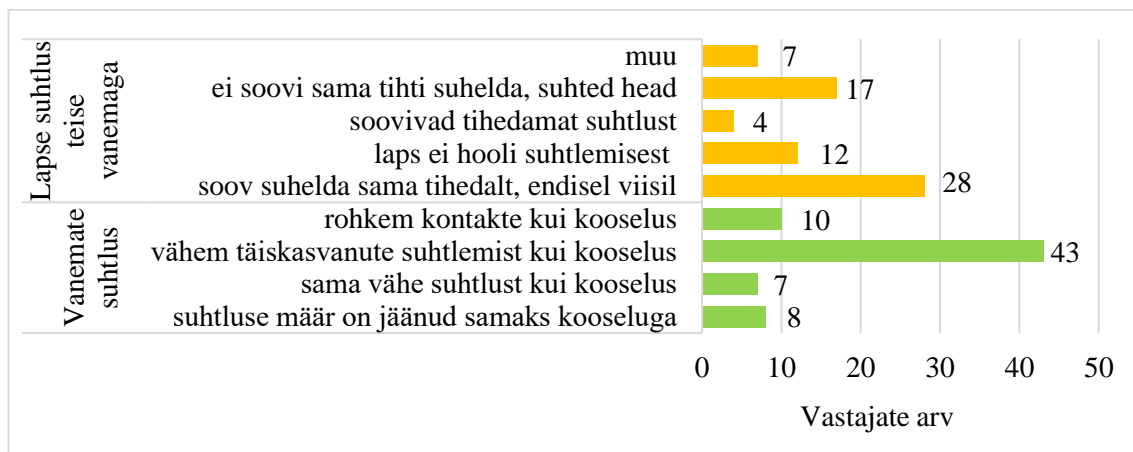 Lapse suhtlus
teise
vanemaga
muu 7
ei soovi sama tihti suhelda, suhted head 17
soovivad tihedamat suhtlust 4
laps ei hooli suhtlemisest 12
soov suhelda sama tihedalt, endisel viisil 28
Vanemate
suhtlus
rohkem kontakte kui kooselus 10
vähem täiskasvanute suhtlemist kui kooselus 43
sama vähe suhtlust kui kooselus 7
suhtluse määr on jäänud samaks kooseluga 8
0 10 20 30 40 50
Vastajate arv